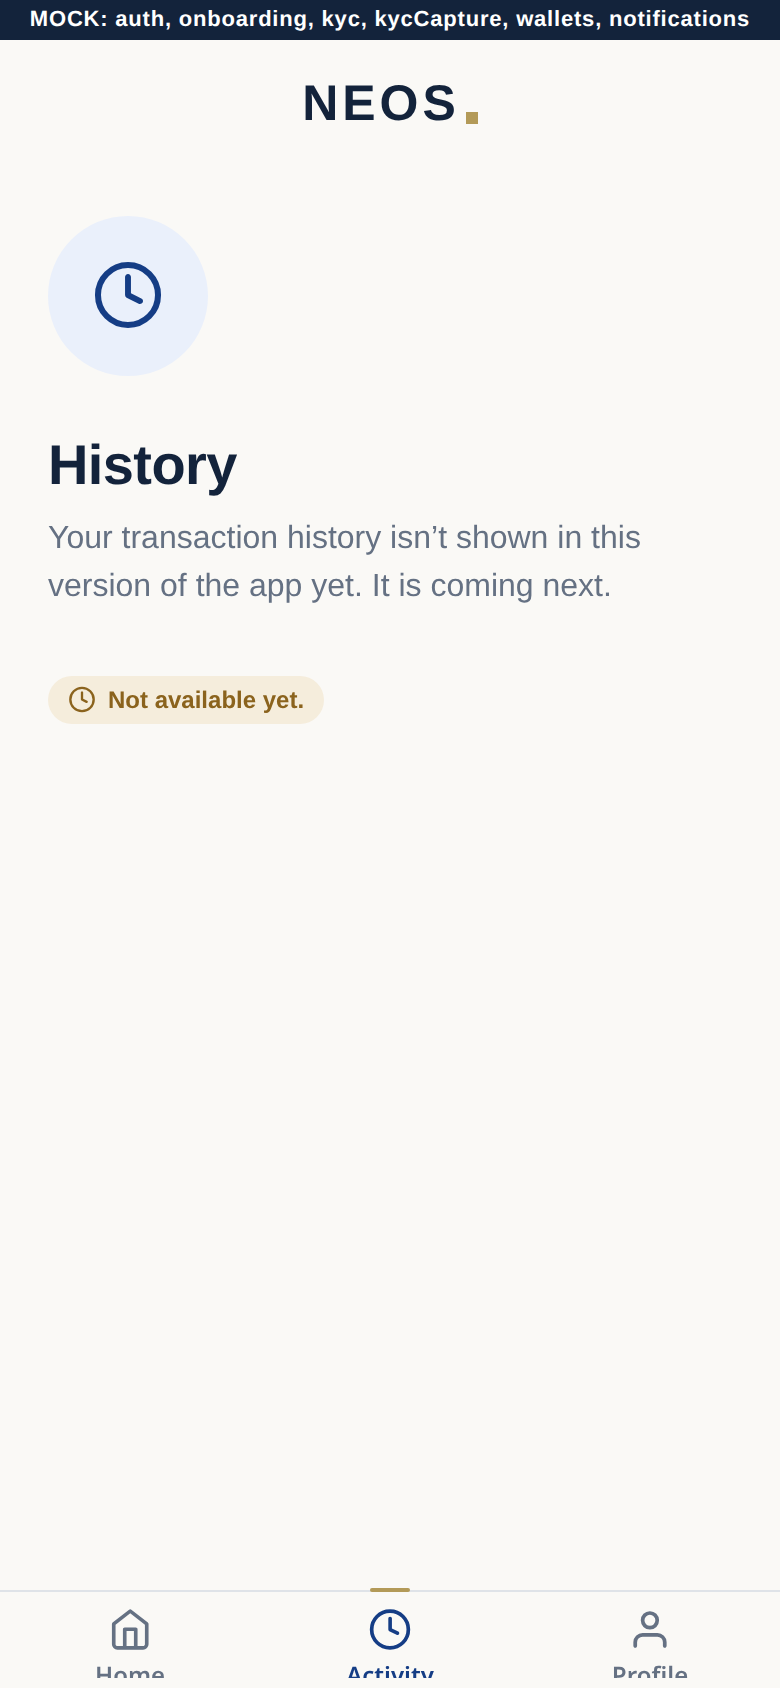 MOCK: auth, onboarding, kyc, kycCapture, wallets, notifications
NEOS.
History
Your transaction history isn’t shown in this
version of the app yet. It is coming next.
Not available yet.
Home
Activity
Profile